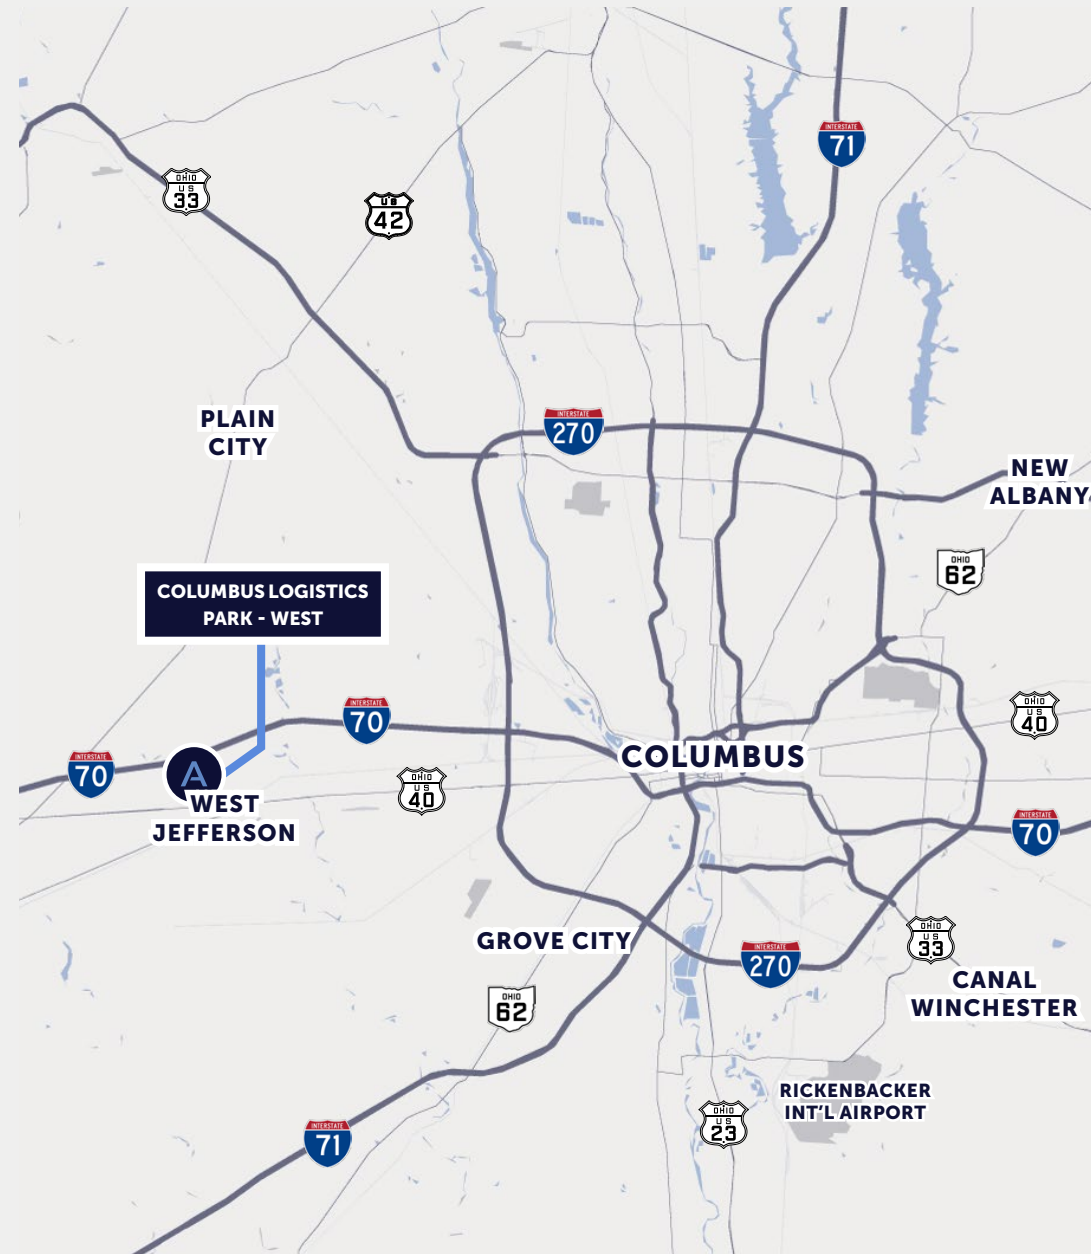 INTERSTATE
71
OHIO
US
33
US
42
INTERSTATE
270
PLAIN
CITY
NEW
ALBANY
OHIO
62
COLUMBUS LOGISTICS
PARK - WEST
INTERSTATE
70
OHIO
US
40
INTERSTATE
70
A
COLUMBUS
OHIO
US
40
WEST
JEFFERSON
INTERSTATE
70
GROVE CITY
OHIO
US
33
INTERSTATE
270
CANAL
WINCHESTER
OHIO
62
RICKENBACKER
INT'L AIRPORT
OHIO
US
23
INTERSTATE
71